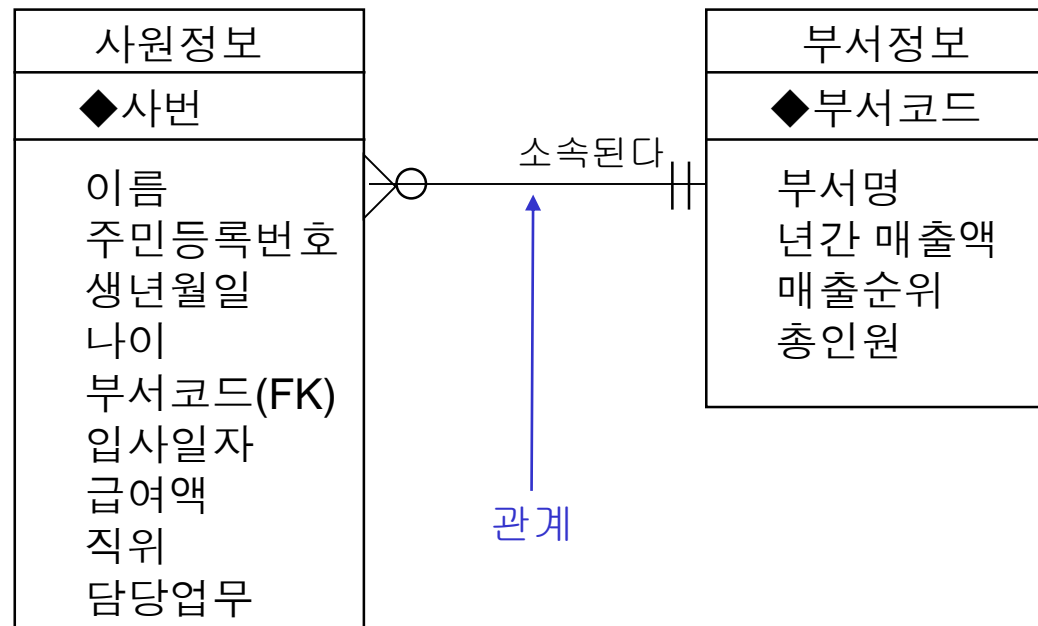 사원정보
◆사번
이름
주민등록번호
생년월일
나이
부서코드(FK)
입사일자
급여액
직위
담당업무
소속된다
관계
부서정보
◆부서코드
부서명
년간 매출액
매출순위
총인원